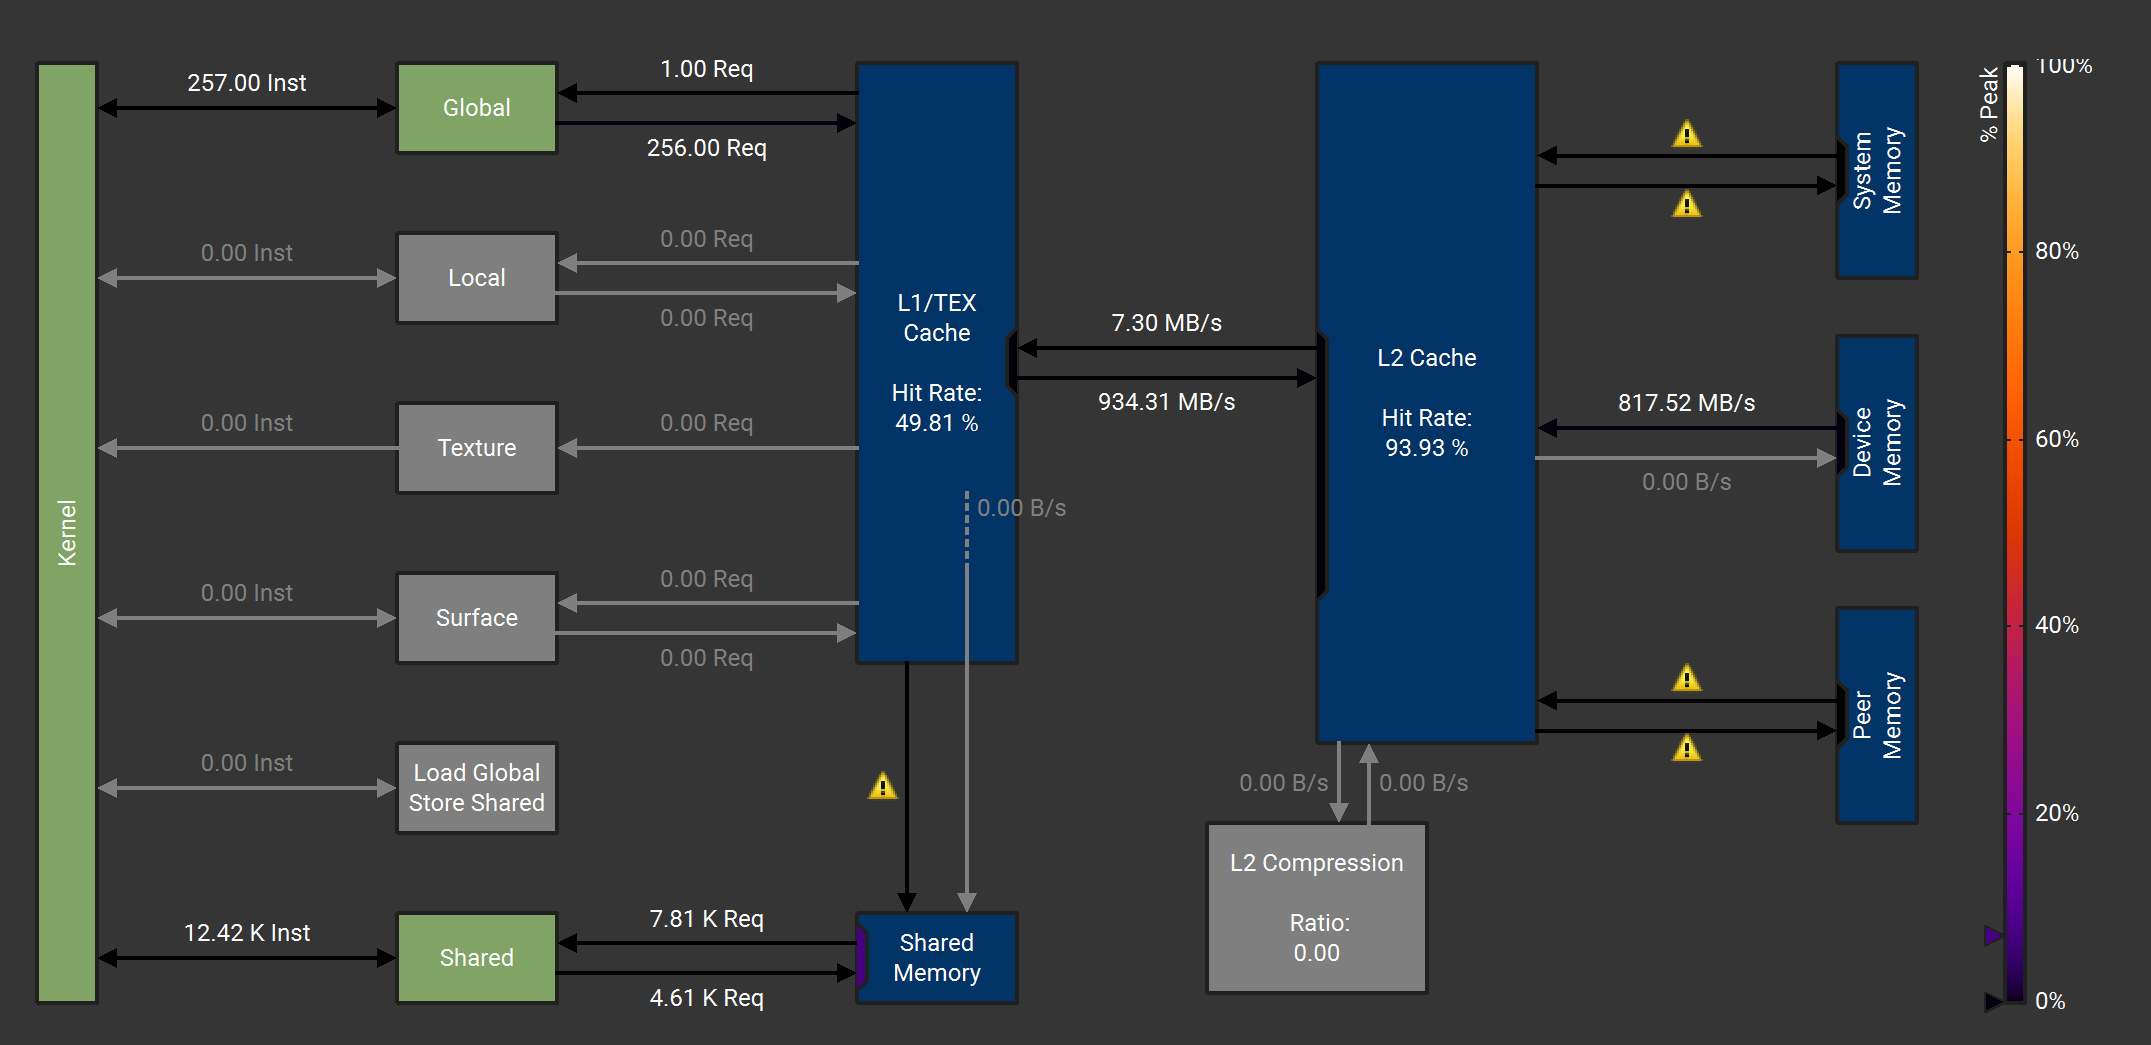 Kernel
257.00 Inst
Global
1.00 Req
256.00 Req
0.00 Inst
Local
0.00 Req
0.00 Req
0.00 Inst
Texture
0.00 Req
0.00 Inst
Surface
0.00 Req
0.00 Req
0.00 Inst
Load Global
Store Shared
12.42 K Inst
Shared
7.81 K Req
4.61 K Req
L1/TEX
Cache
Hit Rate:
49.81 %
0.00 B/s
Shared
Memory
7.30 MB/s
934.31 MB/s
L2 Cache
Hit Rate:
93.93 %
0.00 B/s
0.00 B/s
L2 Compression
Ratio:
0.00
System
Memory
817.52 MB/s
0.00 B/s
Device
Memory
Peer
Memory
% Peak
100%
80%
60%
40%
20%
0%